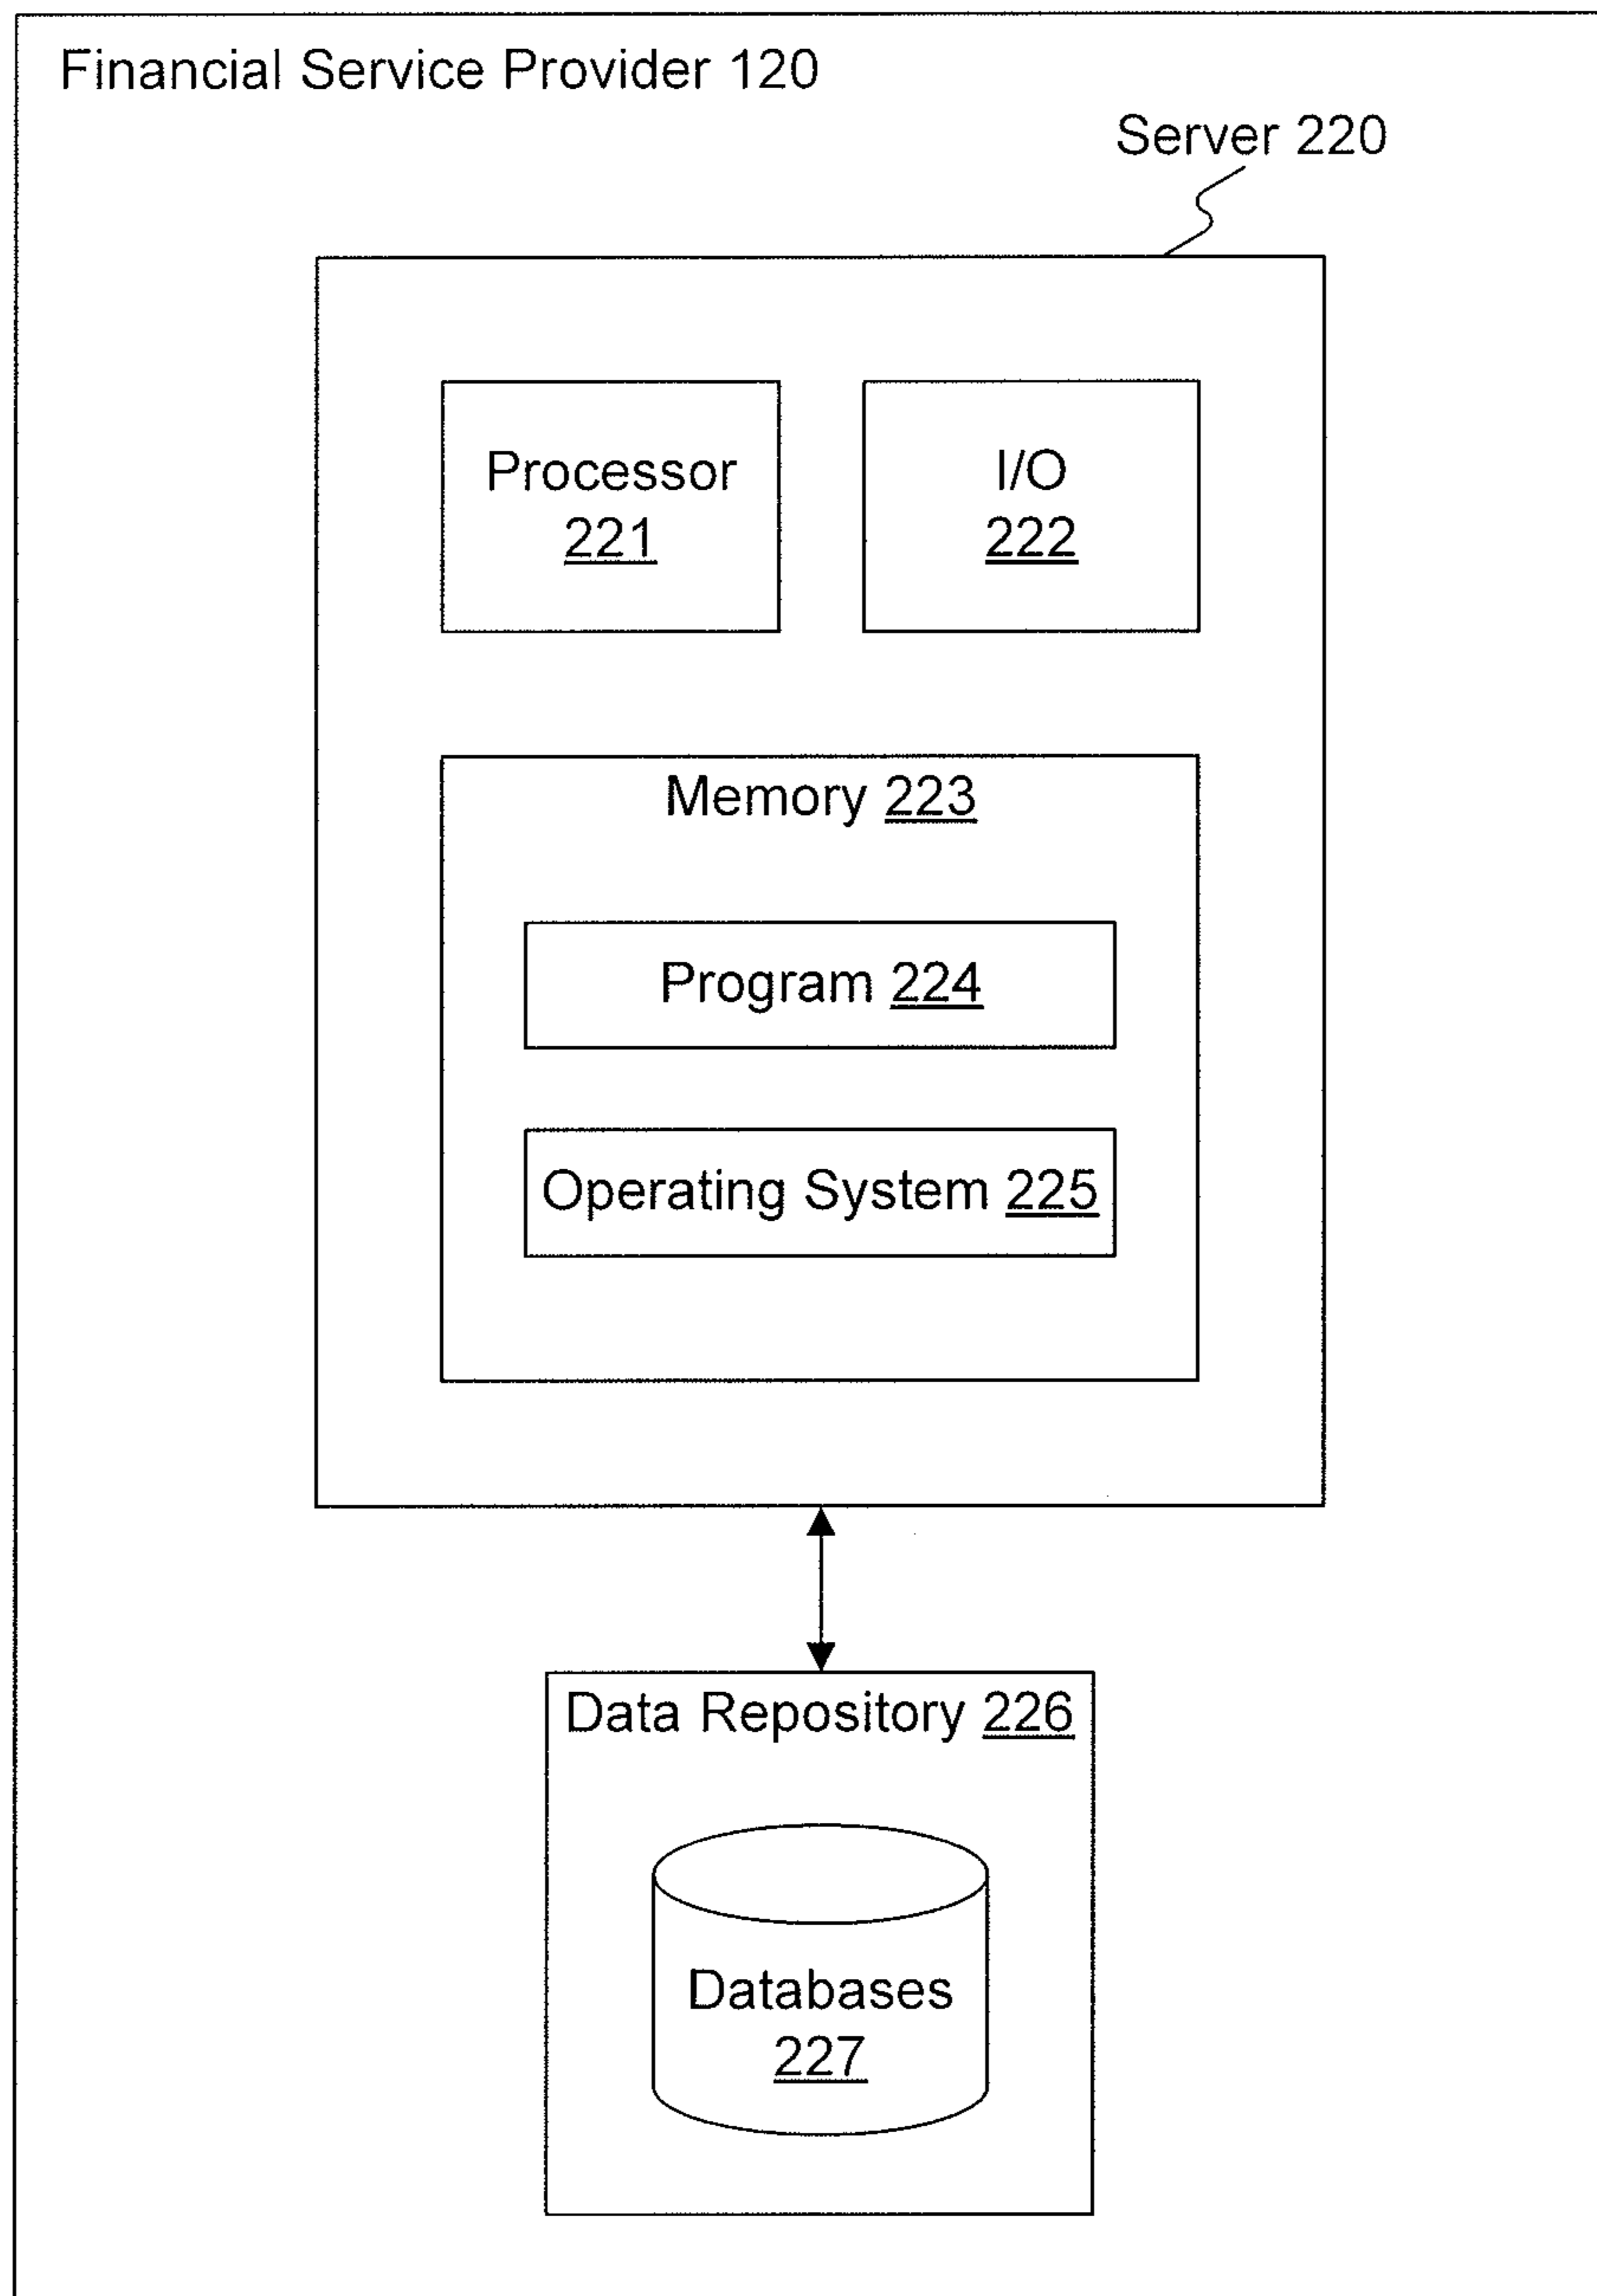 Financial Service Provider 120
Server 220
Processor
221
I/O
222
Memory 223
Program 224
Operating System 225
Data Repository 226
Databases
227